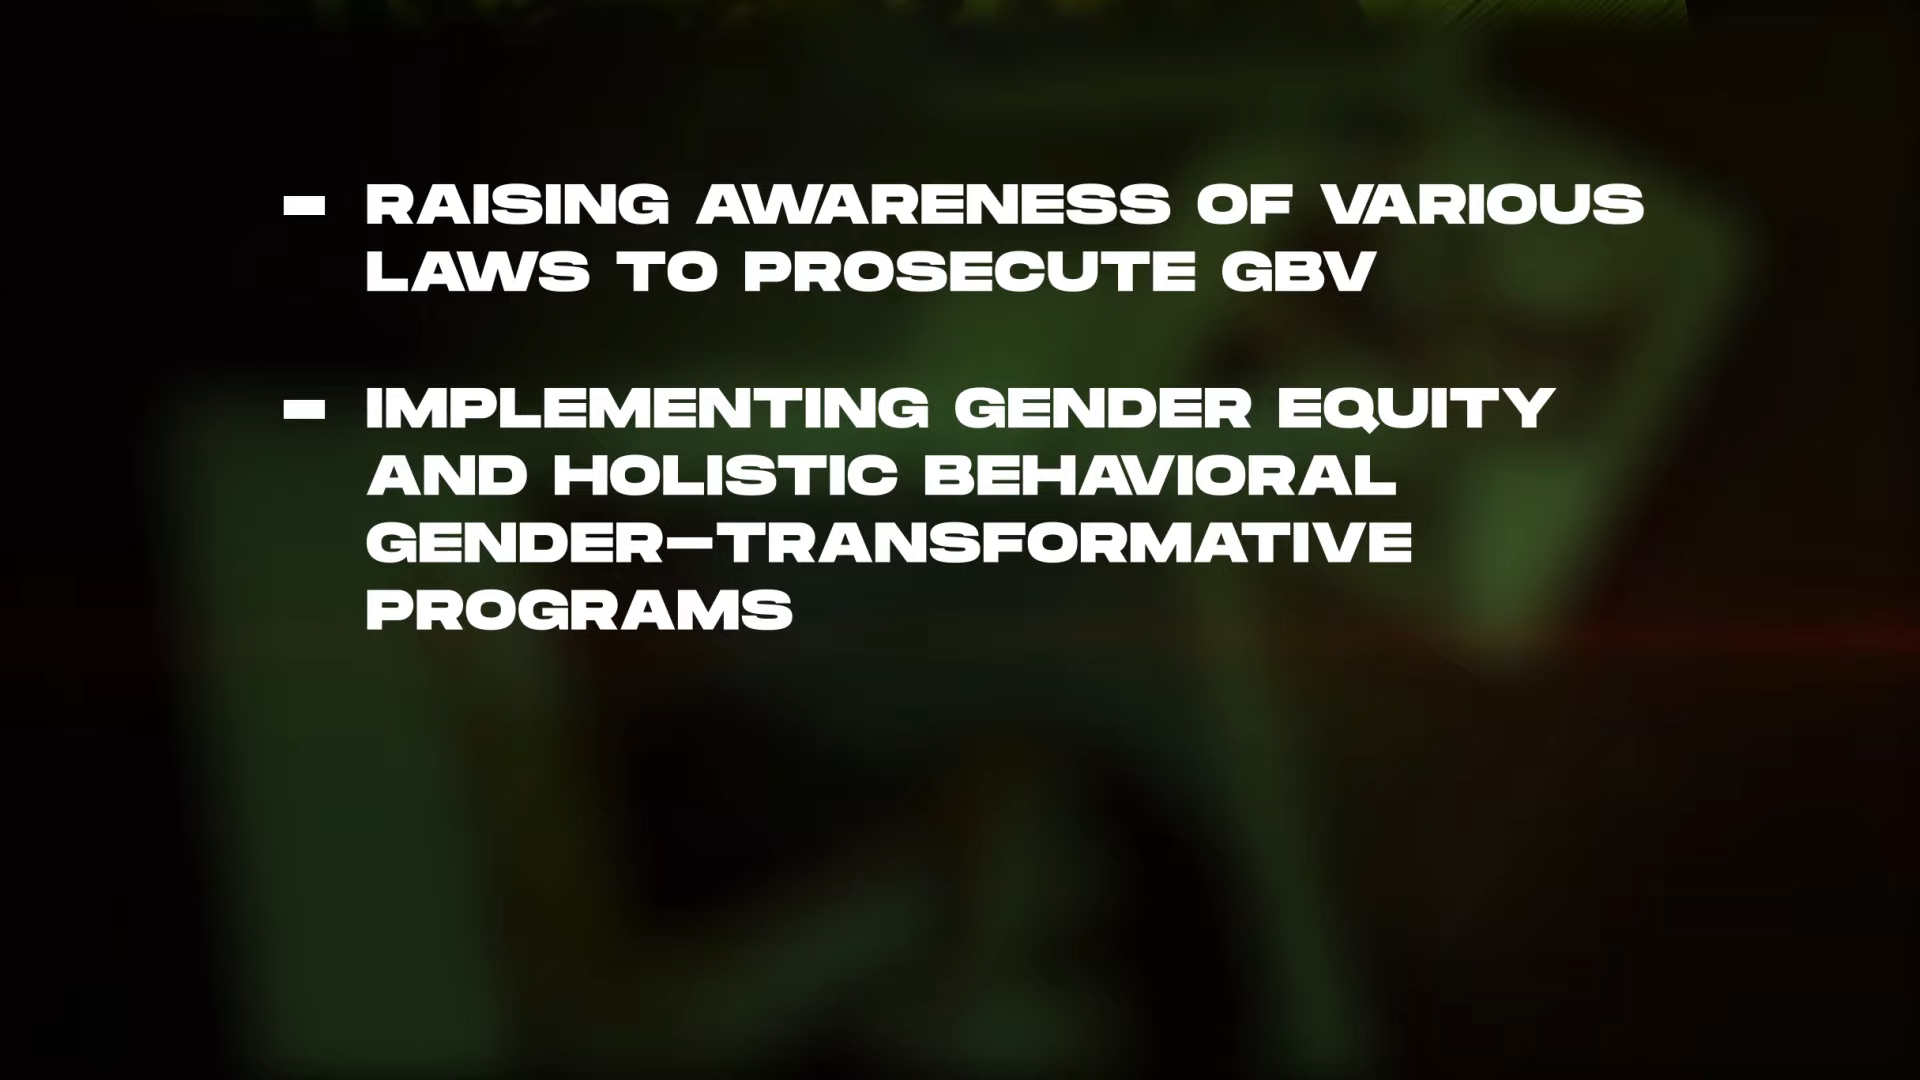 - RAISING AWARENESS OF VARIOUS
LAWS TO PROSECUTE GBV
- IMPLEMENTING GENDER EQUITY
AND HOLISTIC BEHAVIORAL
GENDER-TRANSFORMATIVE
PROGRAMS